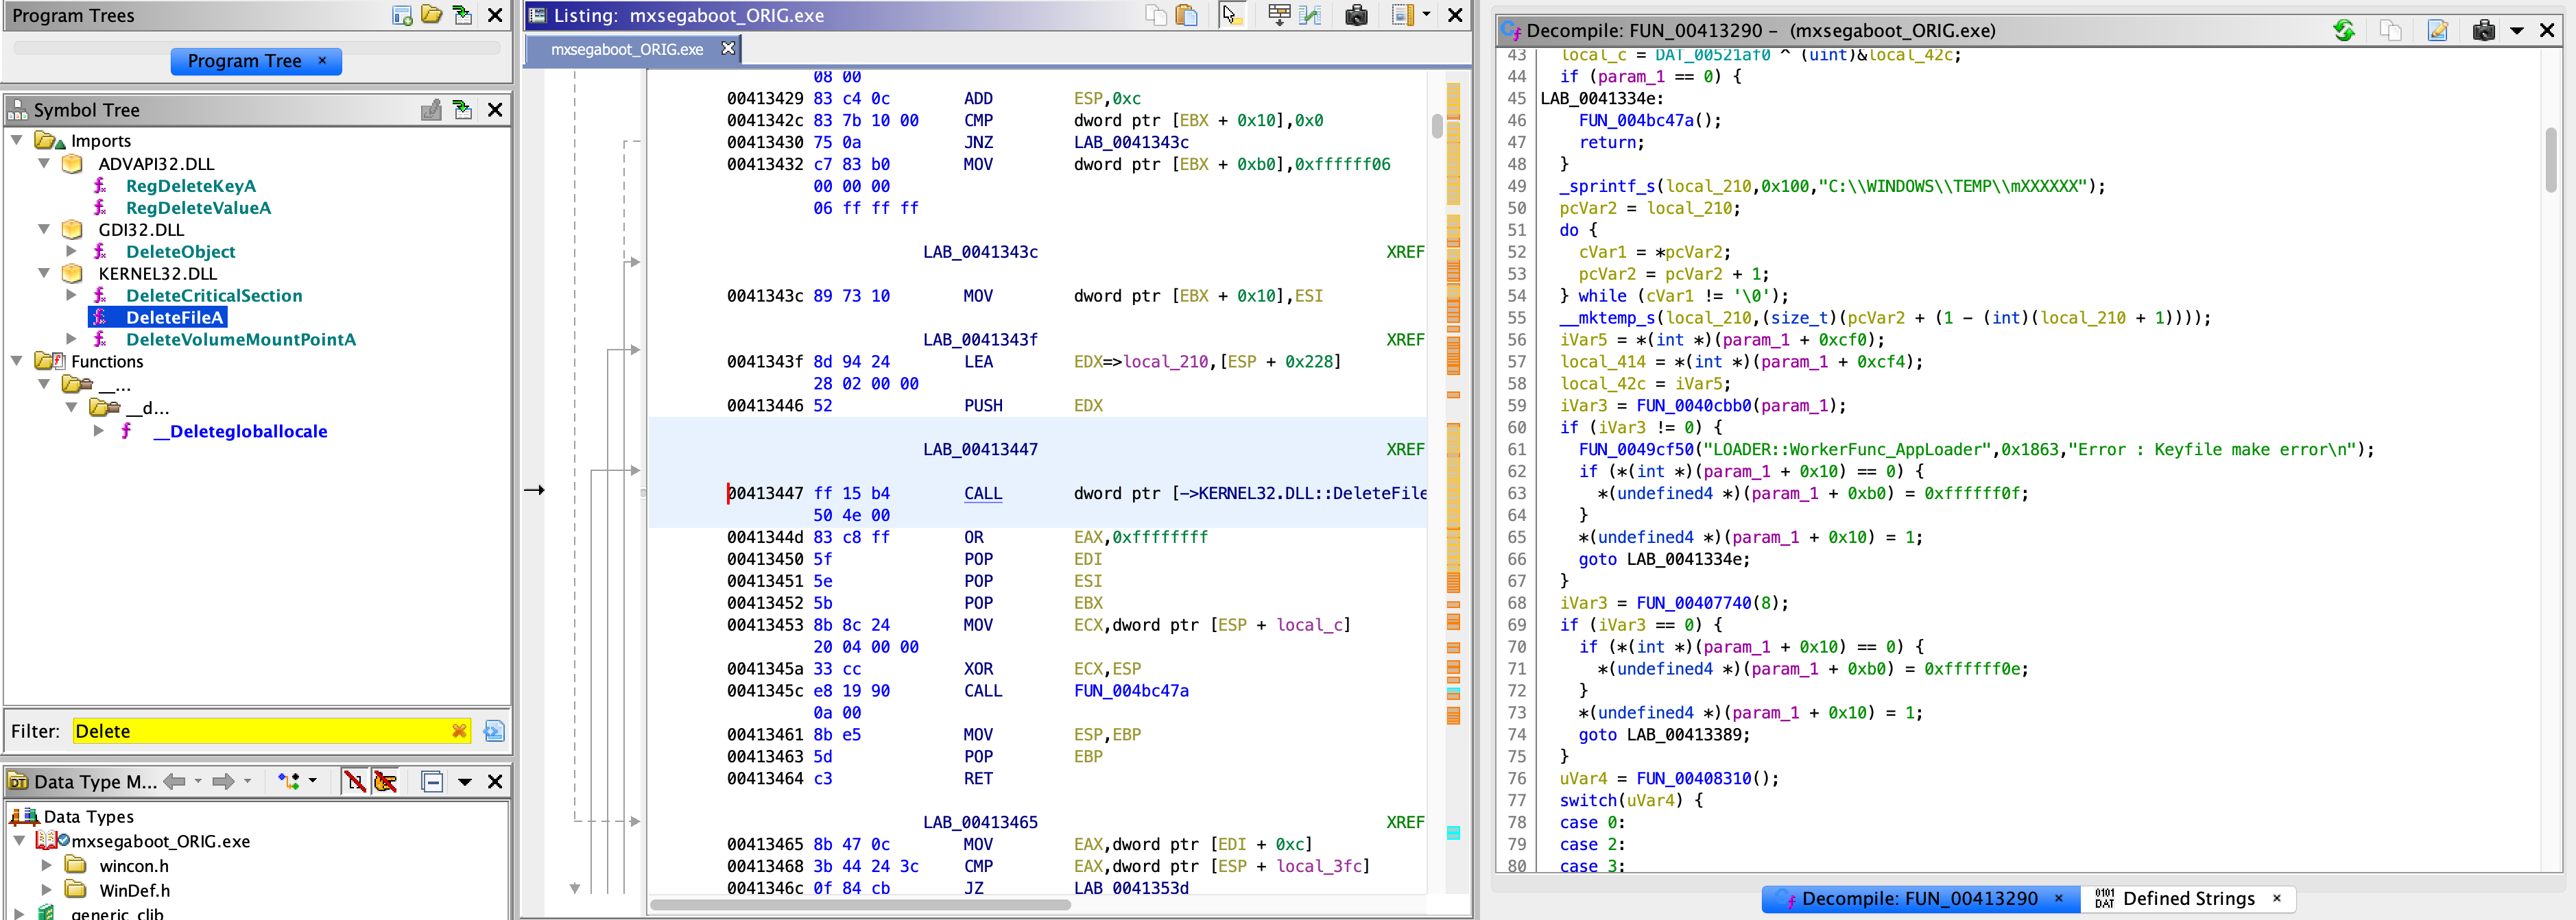 Program Trees
Program Tree ×
Symbol Tree
Imports
ADVAPI32.DLL
RegDeleteKeyA
RegDeleteValueA
GDI32.DLL
DeleteObject
KERNEL32.DLL
DeleteCriticalSection
DeleteFileA
DeleteVolumeMountPointA
Functions
__...
__d...
__Deletegloballocale
Filter: Delete
Data Type M...
Data Types
mxsegaboot_ORIG.exe
wincon.h
WinDef.h
generic_clib
Listing: mxsegaboot_ORIG.exe
mxsegaboot_ORIG.exe
08 00
00413429 83 c4 0c ADD ESP,0xc
0041342c 83 7b 10 00 CMP dword ptr [EBX + 0x10],0x0
00413430 75 0a JNZ LAB_0041343c
00413432 c7 83 b0 MOV dword ptr [EBX + 0xb0],0xffffff06
00 00 00
06 ff ff ff
LAB_0041343c XREF
0041343c 89 73 10 MOV dword ptr [EBX + 0x10],ESI
LAB_0041343f XREF
0041343f 8d 94 24 LEA EDX=>local_210,[ESP + 0x228]
28 02 00 00
00413446 52 PUSH EDX
LAB_00413447 XREF
00413447 ff 15 b4 CALL dword ptr [->KERNEL32.DLL::DeleteFile
50 4e 00
0041344d 83 c8 ff OR EAX,0xffffffff
00413450 5f POP EDI
00413451 5e POP ESI
00413452 5b POP EBX
00413453 8b 8c 24 MOV ECX,dword ptr [ESP + local_c]
20 04 00 00
0041345a 33 cc XOR ECX,ESP
0041345c e8 19 90 CALL FUN_004bc47a
0a 00
00413461 8b e5 MOV ESP,EBP
00413463 5d POP EBP
00413464 c3 RET
LAB_00413465 XREF
00413465 8b 47 0c MOV EAX,dword ptr [EDI + 0xc]
00413468 3b 44 24 3c CMP EAX,dword ptr [ESP + local_3fc]
0041346c 0f 84 cb JZ LAB_0041353d
Decompile: FUN_00413290 - (mxsegaboot_ORIG.exe)
43 local_c = DAT_00521af0 ^ (uint)&local_42c;
44 if (param_1 == 0) {
45 LAB_0041334e:
46 FUN_004bc47a();
47 return;
48 }
49 _sprintf_s(local_210,0x100,"C:\\WINDOWS\\TEMP\\mXXXXXX");
50 pcVar2 = local_210;
51 do {
52 cVar1 = *pcVar2;
53 pcVar2 = pcVar2 + 1;
54 } while (cVar1 != '\0');
55 __mktemp_s(local_210,(size_t)(pcVar2 + (1 - (int)(local_210 + 1))));
56 iVar5 = *(int *)(param_1 + 0xcf0);
57 local_414 = *(int *)(param_1 + 0xcf4);
58 local_42c = iVar5;
59 iVar3 = FUN_0040cbb0(param_1);
60 if (iVar3 != 0) {
61 FUN_0049cf50("LOADER::WorkerFunc_AppLoader",0x1863,"Error : Keyfile make error\n");
62 if (*(int *)(param_1 + 0x10) == 0) {
63 *(undefined4 *)(param_1 + 0xb0) = 0xffffff0f;
64 }
65 *(undefined4 *)(param_1 + 0x10) = 1;
66 goto LAB_0041334e;
67 }
68 iVar3 = FUN_00407740(8);
69 if (iVar3 == 0) {
70 if (*(int *)(param_1 + 0x10) == 0) {
71 *(undefined4 *)(param_1 + 0xb0) = 0xffffff0e;
72 }
73 *(undefined4 *)(param_1 + 0x10) = 1;
74 goto LAB_00413389;
75 }
76 uVar4 = FUN_00408310();
77 switch(uVar4) {
78 case 0:
79 case 2:
80 case 3:
Decompile: FUN_00413290 ×
Defined Strings ×